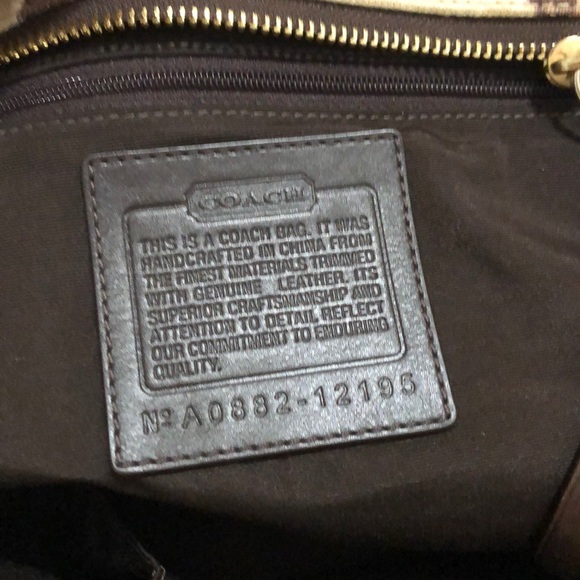 COACH
THIS IS A COACH BAG. IT WAS
HANDCRAFTED IN CHINA FROM
THE FINEST MATERIALS TRIMMED
WITH GENUINE LEATHER. ITS
SUPERIOR CRAFTSMANSHIP AND
ATTENTION TO DETAIL REFLECT
OUR COMMITMENT TO ENDURING
QUALITY.
Nº A0882-12195